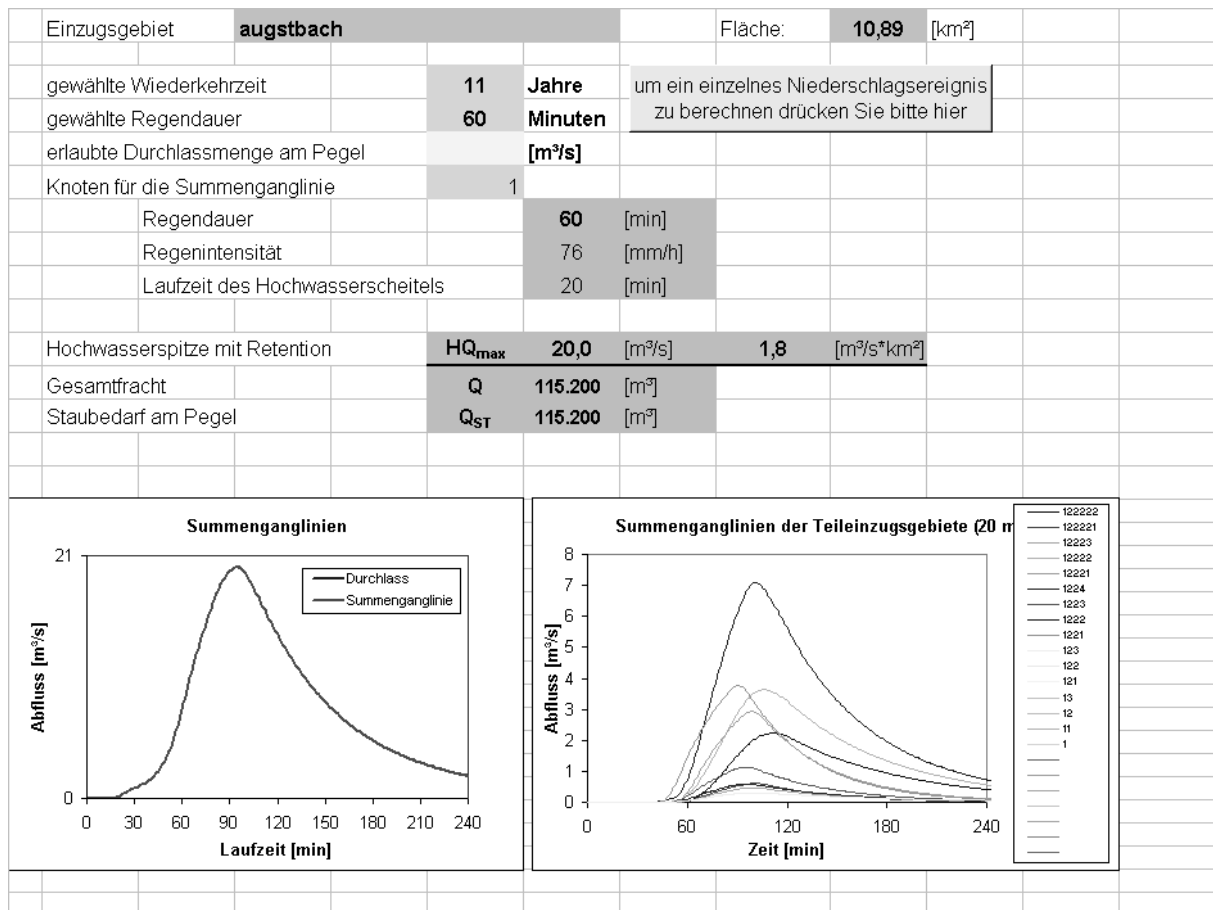 Einzugsgebiet augstbach Fläche: 10,89 [km²]
gewählte Wiederkehrzeit 11 Jahre
gewählte Regendauer 60 Minuten
um ein einzelnes Niederschlagsereignis
zu berechnen drücken Sie bitte hier
erlaubte Durchlassmenge am Pegel [m³/s]
Knoten für die Summenganglinie 1
Regendauer 60 [min]
Regenintensität 76 [mm/h]
Laufzeit des Hochwasserscheitels 20 [min]
Hochwasserspitze mit Retention HQmax 20,0 [m³/s] 1,8 [m³/s*km²]
Gesamtfracht Q 115.200 [m³]
Staubedarf am Pegel QST 115.200 [m³]
Summenganglinien
21
0
Abfluss [m³/s]
Durchlass
Summenganglinie
0 30 60 90 120 150 180 210 240
Laufzeit [min]
Summenganglinien der Teileinzugsgebiete (20 m
8
7
6
5
4
3
2
1
0
Abfluss [m³/s]
0 60 120 180 240
Zeit [min]
122222
122221
12223
12222
12221
1224
1223
1222
1221
123
122
121
13
12
11
1